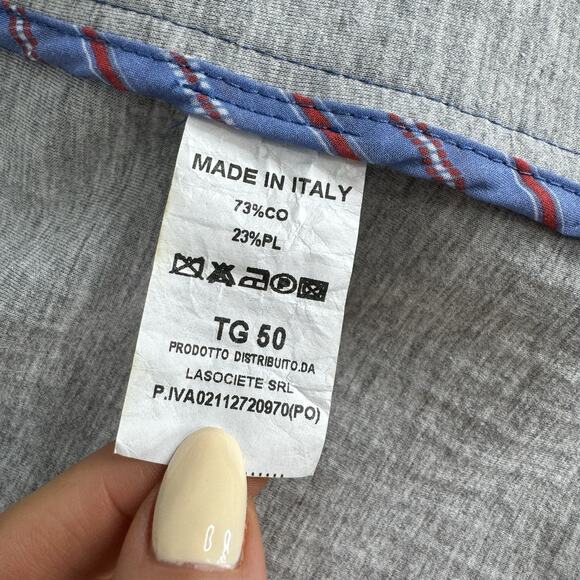 MADE IN ITALY
73%CO
23%PL
P
TG 50
PRODOTTO DISTRIBUITO.DA
LASOCIETE SRL
P.IVA02112720970(PO)